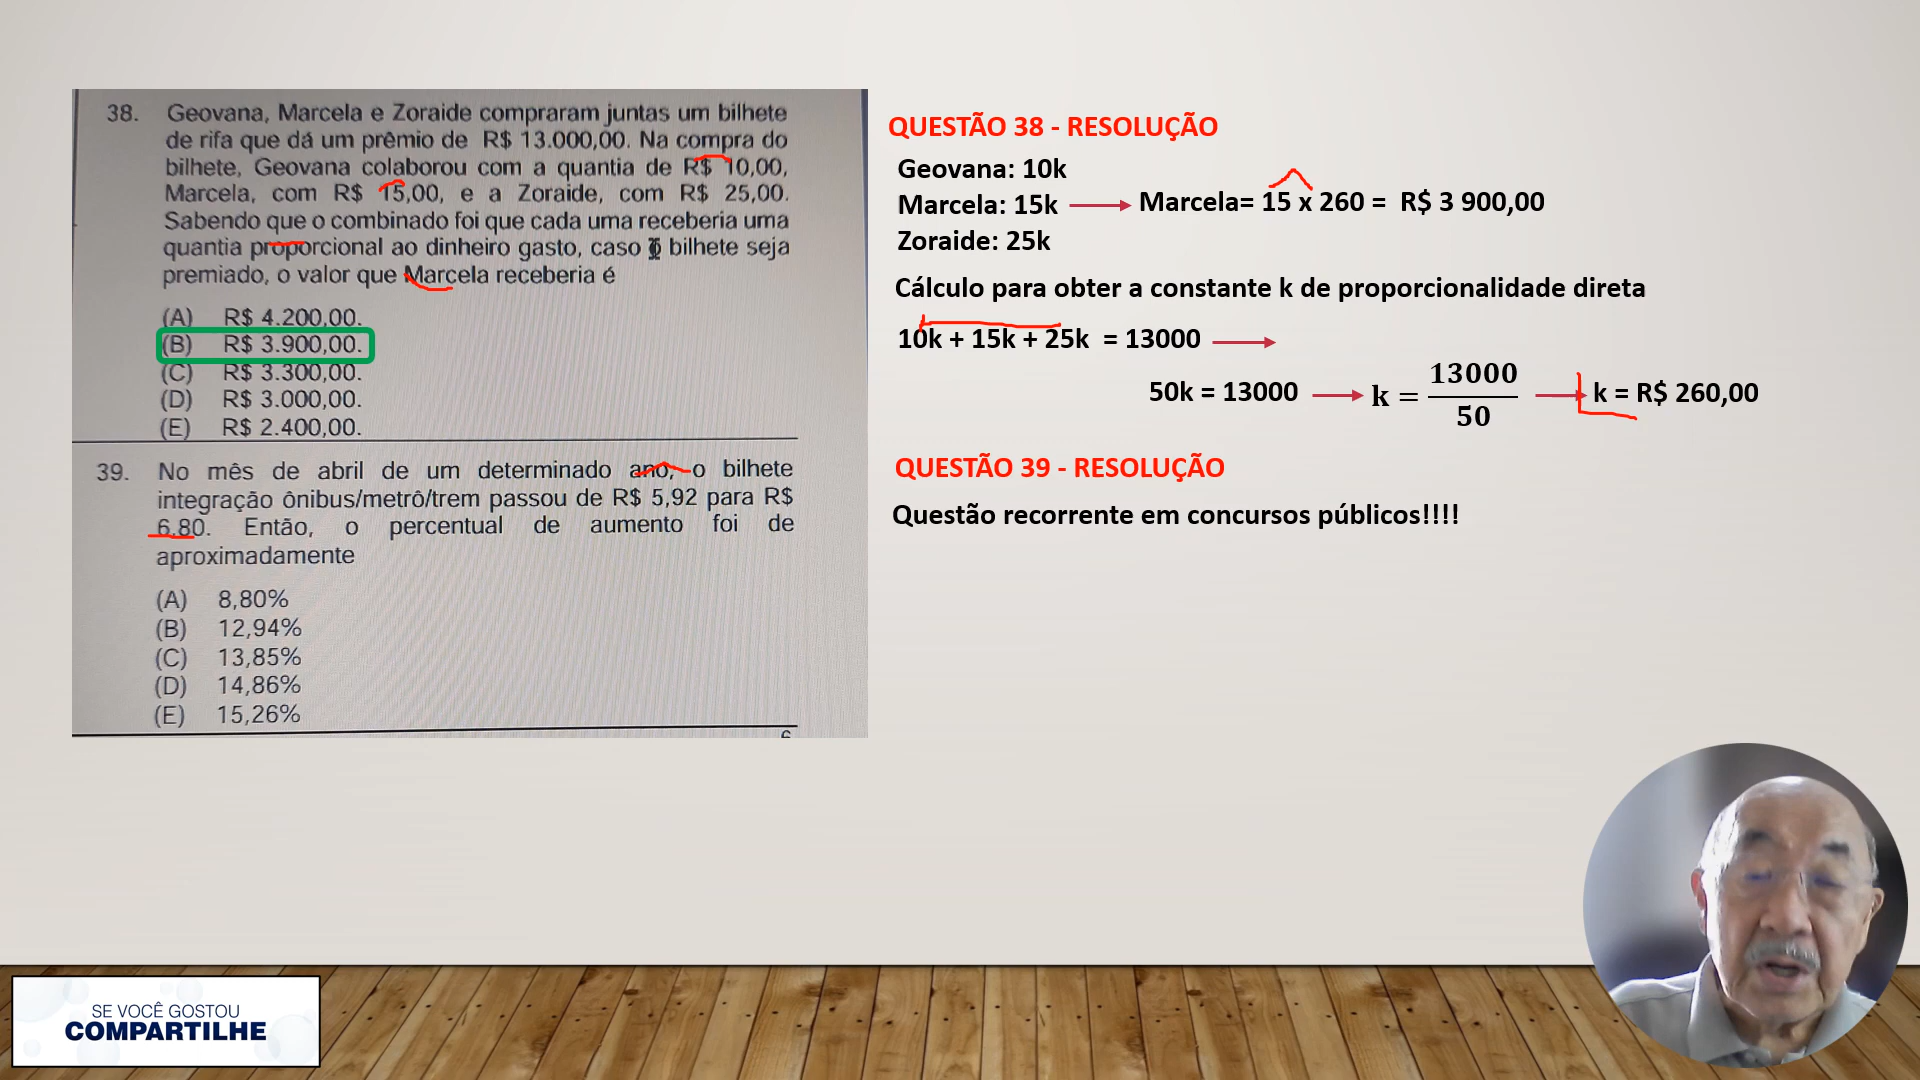 38. Geovana, Marcela e Zoraide compraram juntas um bilhete
de rifa que dá um prêmio de R$ 13.000,00. Na compra do
bilhete, Geovana colaborou com a quantia de R$ 10,00,
Marcela, com R$ 15,00, e a Zoraide, com R$ 25,00.
Sabendo que o combinado foi que cada uma receberia uma
quantia proporcional ao dinheiro gasto, caso o bilhete seja
premiado, o valor que Marcela receberia é
(A) R$ 4.200,00.
(B) R$ 3.900,00.
(C) R$ 3.300,00.
(D) R$ 3.000,00.
(E) R$ 2.400,00.
39. No mês de abril de um determinado ano, o bilhete
integração ônibus/metrô/trem passou de R$ 5,92 para R$
6.80. Então, o percentual de aumento foi de
aproximadamente
(A) 8,80%
(B) 12,94%
(C) 13,85%
(D) 14,86%
(E) 15,26%
6
QUESTÃO 38 - RESOLUÇÃO
Geovana: 10k
Marcela: 15k → Marcela= 15 x 260 = R$ 3 900,00
Zoraide: 25k
Cálculo para obter a constante k de proporcionalidade direta
10k + 15k + 25k = 13000 →
50k = 13000 → k = 13000/50 → k = R$ 260,00
QUESTÃO 39 - RESOLUÇÃO
Questão recorrente em concursos públicos!!!!
SE VOCÊ GOSTOU
COMPARTILHE